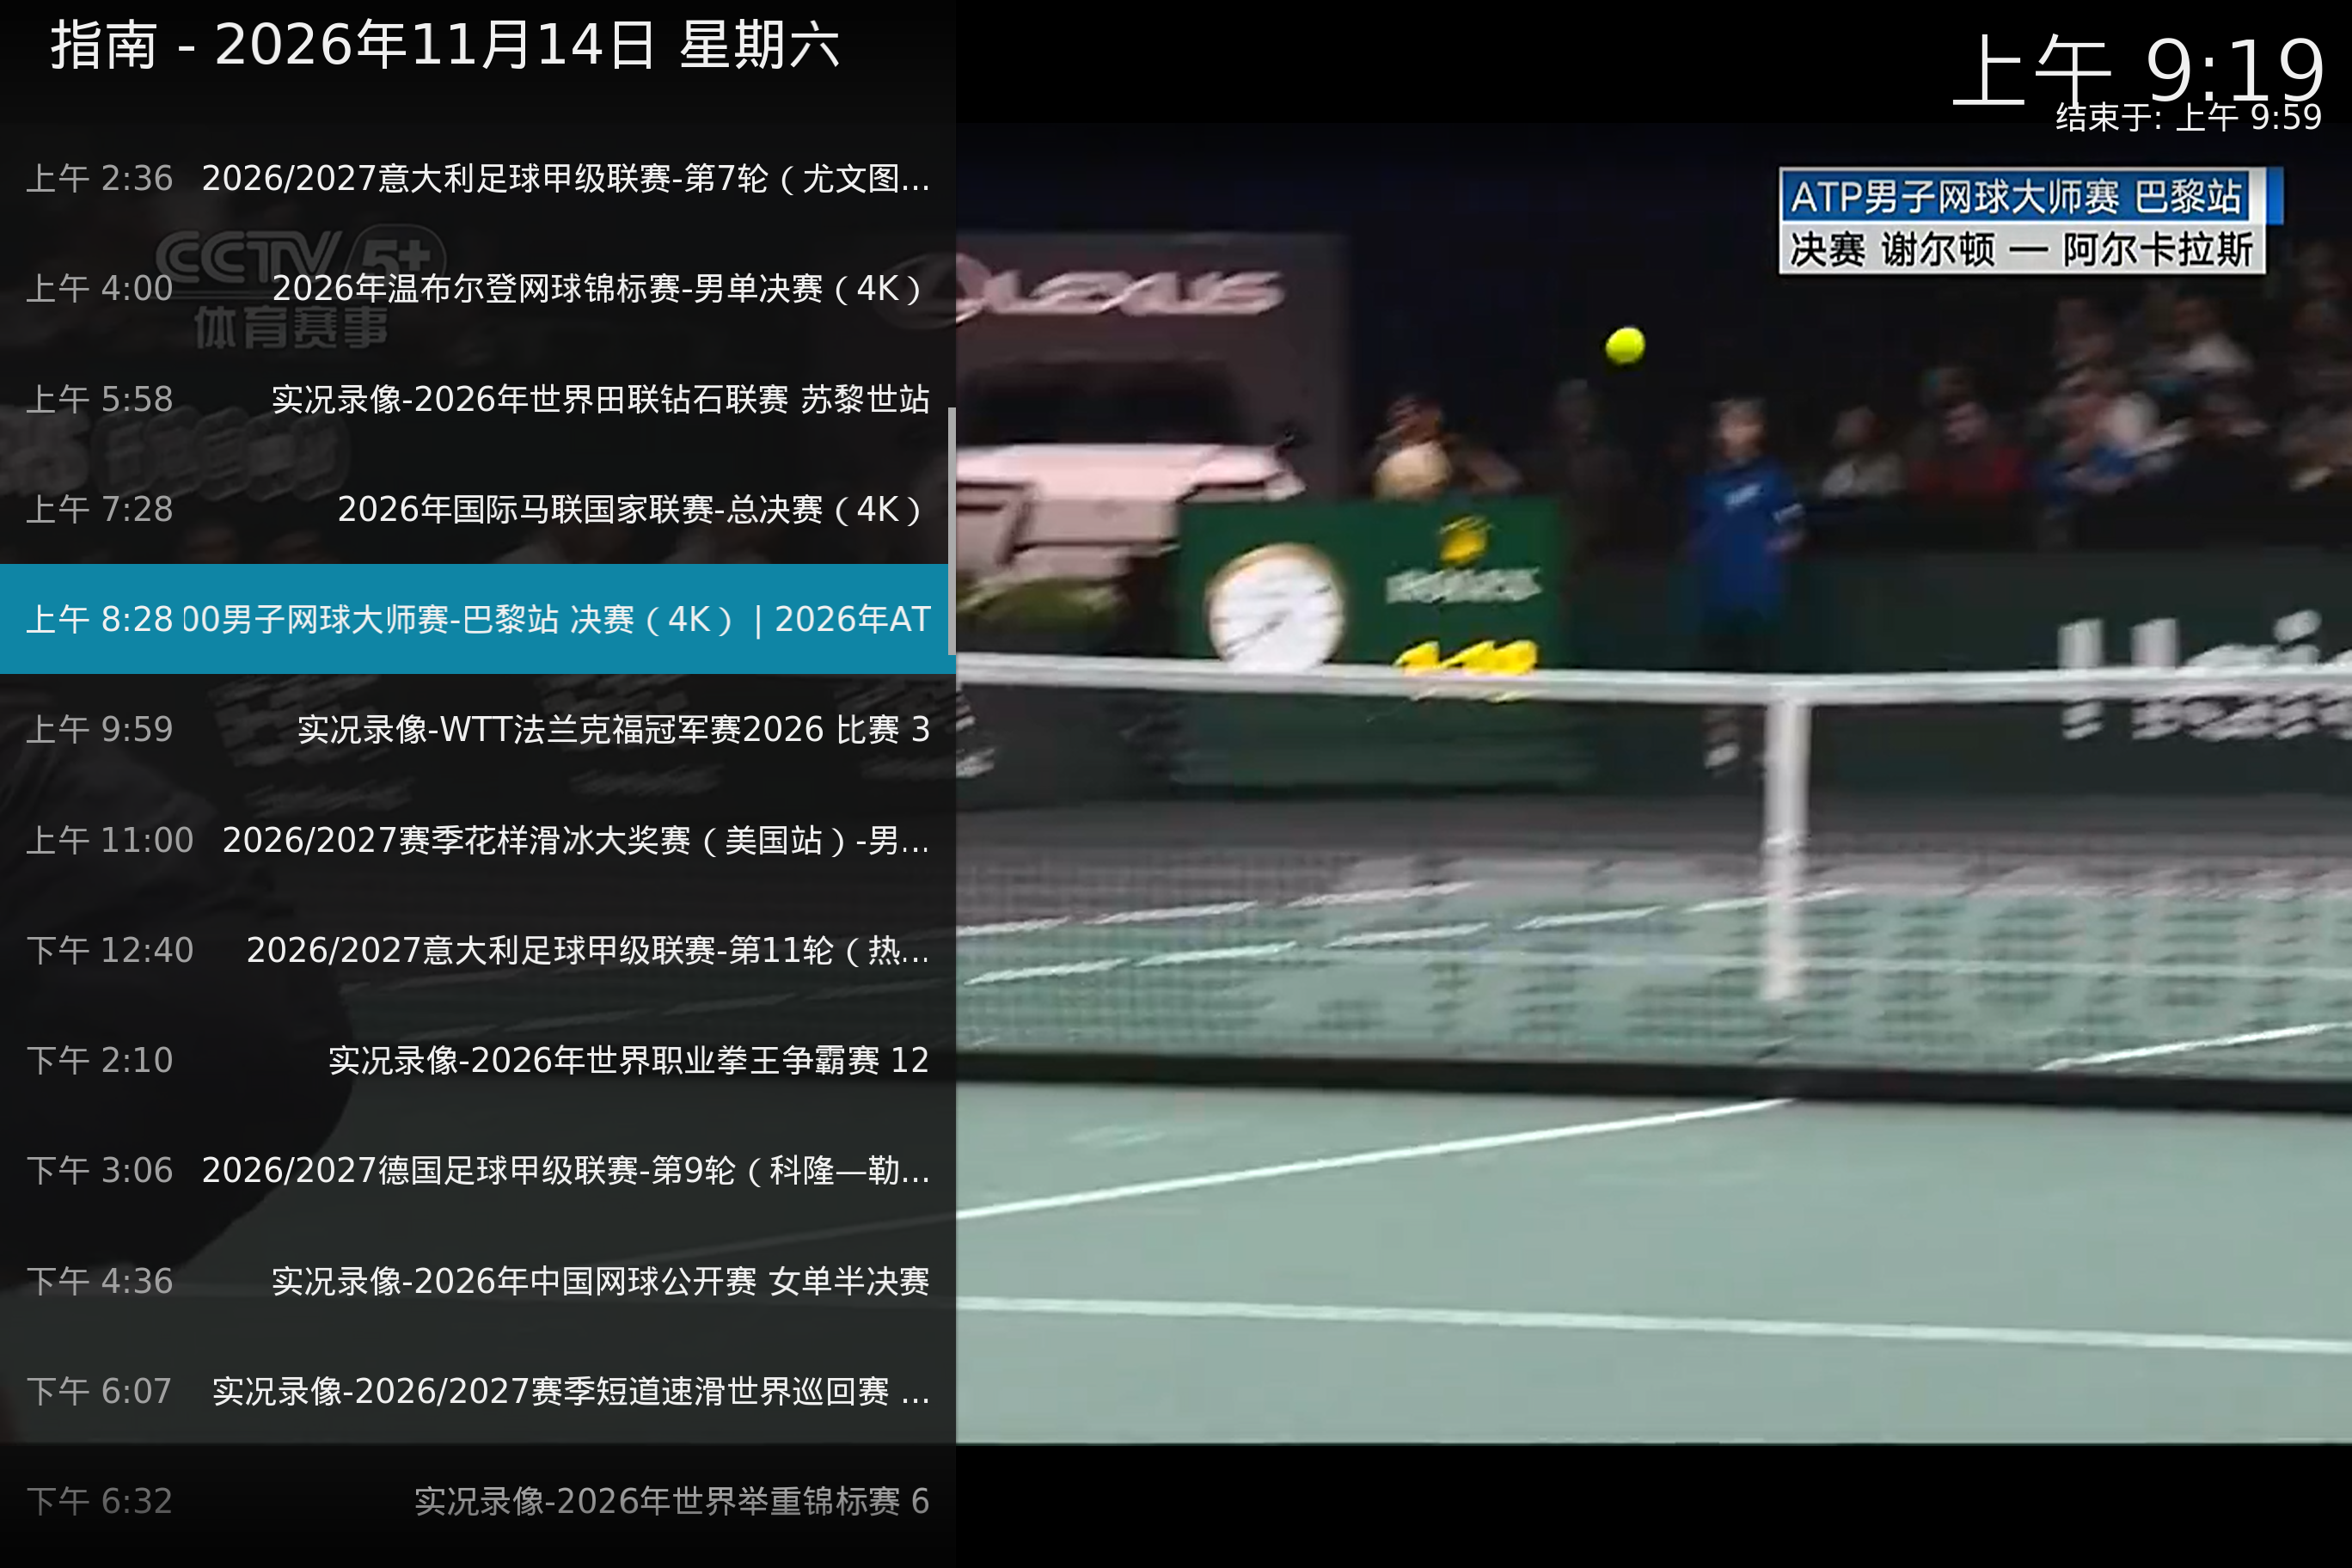 指南 - 2026年11月14日 星期六
上午 9:19
结束于: 上午 9:59
上午 2:36 2026/2027意大利足球甲级联赛-第7轮（尤文图...
CCTV 5+
体育赛事
上午 4:00 2026年温布尔登网球锦标赛-男单决赛（4K）
上午 5:58 实况录像-2026年世界田联钻石联赛 苏黎世站
上午 7:28 2026年国际马联国家联赛-总决赛（4K）
上午 8:28 00男子网球大师赛-巴黎站 决赛（4K） | 2026年AT
上午 9:59 实况录像-WTT法兰克福冠军赛2026 比赛 3
上午 11:00 2026/2027赛季花样滑冰大奖赛（美国站）-男...
下午 12:40 2026/2027意大利足球甲级联赛-第11轮（热...
下午 2:10 实况录像-2026年世界职业拳王争霸赛 12
下午 3:06 2026/2027德国足球甲级联赛-第9轮（科隆—勒...
下午 4:36 实况录像-2026年中国网球公开赛 女单半决赛
下午 6:07 实况录像-2026/2027赛季短道速滑世界巡回赛 ...
下午 6:32 实况录像-2026年世界举重锦标赛 6
ATP男子网球大师赛 巴黎站
决赛 谢尔顿 — 阿尔卡拉斯
LEXUS
ROLEX